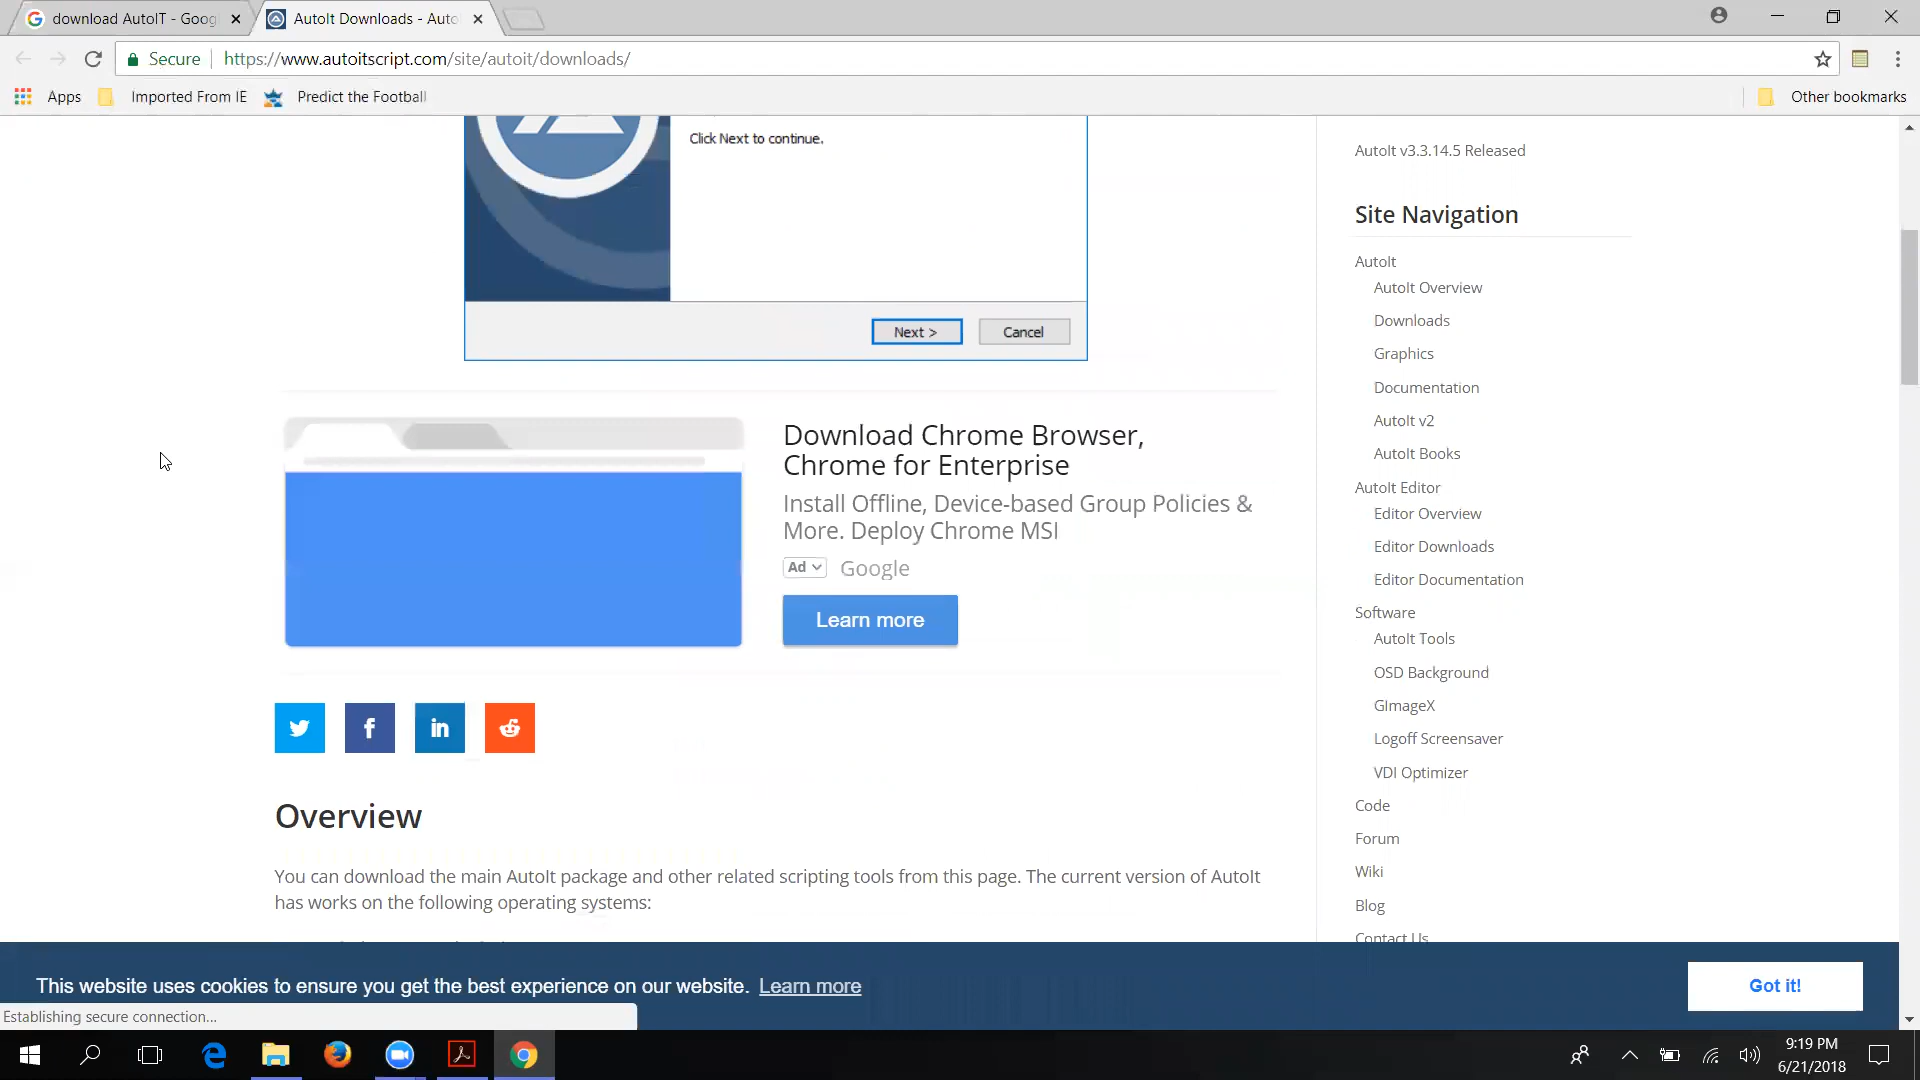 download AutoIT - Goog
AutoIt Downloads - Auto
Secure
https://www.autoitscript.com/site/autoit/downloads/
Apps
Imported From IE
Predict the Football
Other bookmarks
Click Next to continue.
Next >
Cancel
AutoIt v3.3.14.5 Released
Site Navigation
AutoIt
AutoIt Overview
Downloads
Graphics
Documentation
AutoIt v2
AutoIt Books
AutoIt Editor
Editor Overview
Editor Downloads
Editor Documentation
Software
AutoIt Tools
OSD Background
GImageX
Logoff Screensaver
VDI Optimizer
Code
Forum
Wiki
Blog
Contact Us
Download Chrome Browser,
Chrome for Enterprise
Install Offline, Device-based Group Policies &
More. Deploy Chrome MSI
Ad
Google
Learn more
Overview
You can download the main AutoIt package and other related scripting tools from this page. The current version of AutoIt
has works on the following operating systems:
This website uses cookies to ensure you get the best experience on our website. Learn more
Got it!
Establishing secure connection...
9:19 PM
6/21/2018